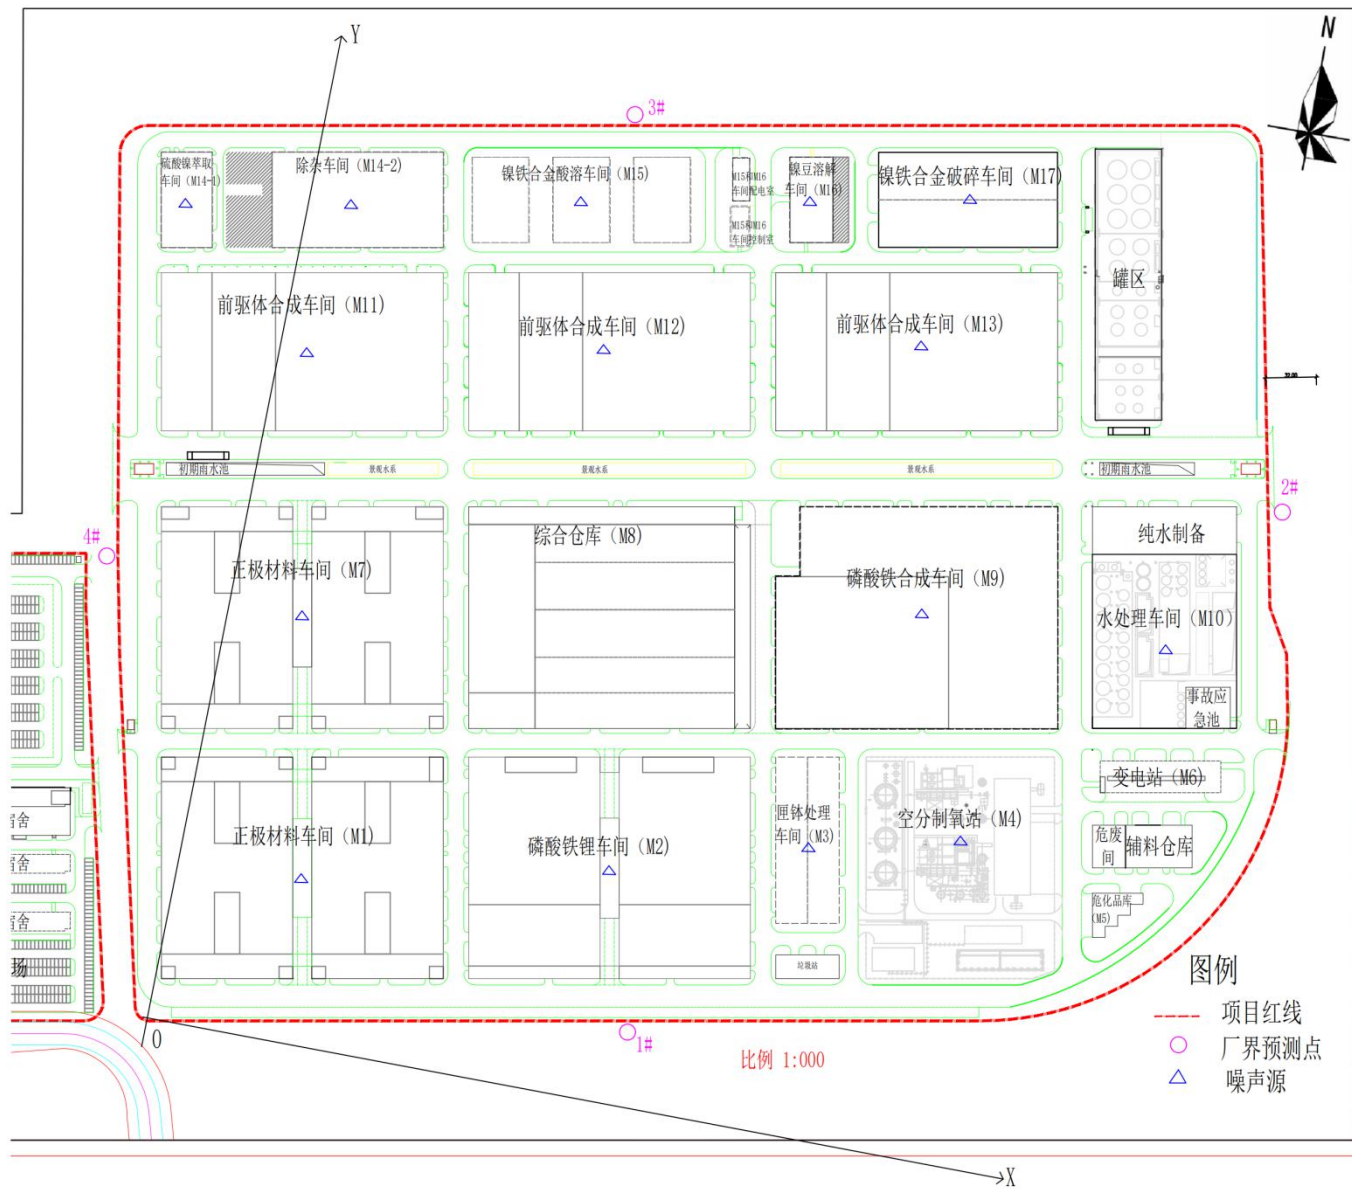 Y
N
3#
硫酸镍萃取
车间（M14-1）
除杂车间（M14-2）
镍铁合金酸溶车间（M15）
M15和M16
车间配电室
M15和M16
车间控制室
镍豆溶解
车间（M16）
镍铁合金破碎车间（M17）
罐区
前驱体合成车间（M11）
前驱体合成车间（M12）
前驱体合成车间（M13）
初期雨水池
景观水系
景观水系
景观水系
初期雨水池
2#
4#
正极材料车间（M7）
综合仓库（M8）
磷酸铁合成车间（M9）
纯水制备
水处理车间（M10）
事故应
急池
变电站（M6）
正极材料车间（M1）
磷酸铁锂车间（M2）
匣钵处理
车间（M3）
空分制氧站（M4）
危废
间
辅料仓库
危化品库
（M5）
垃圾站
宿舍
宿舍
宿舍
场
O
1#
比例 1:000
X
图例
项目红线
厂界预测点
噪声源